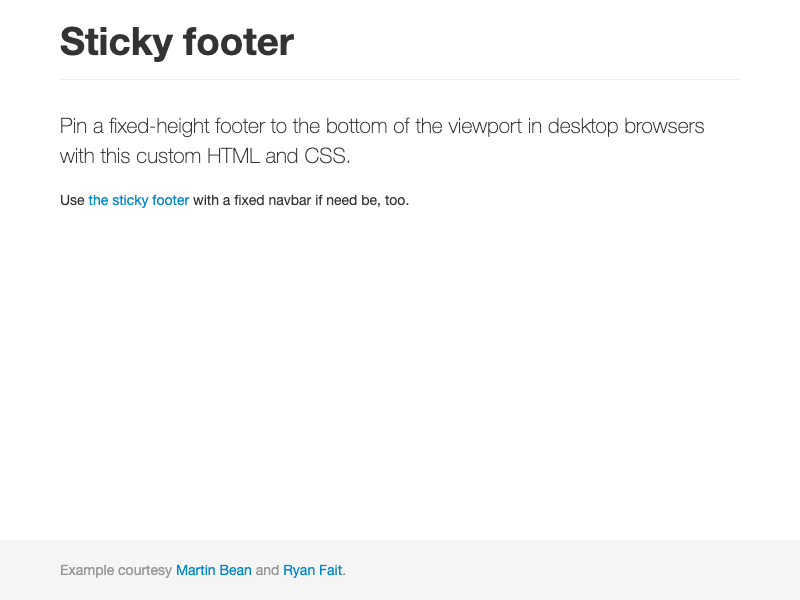 Sticky footer
Pin a fixed-height footer to the bottom of the viewport in desktop browsers
with this custom HTML and CSS.
Use the sticky footer with a fixed navbar if need be, too.
Example courtesy Martin Bean and Ryan Fait.